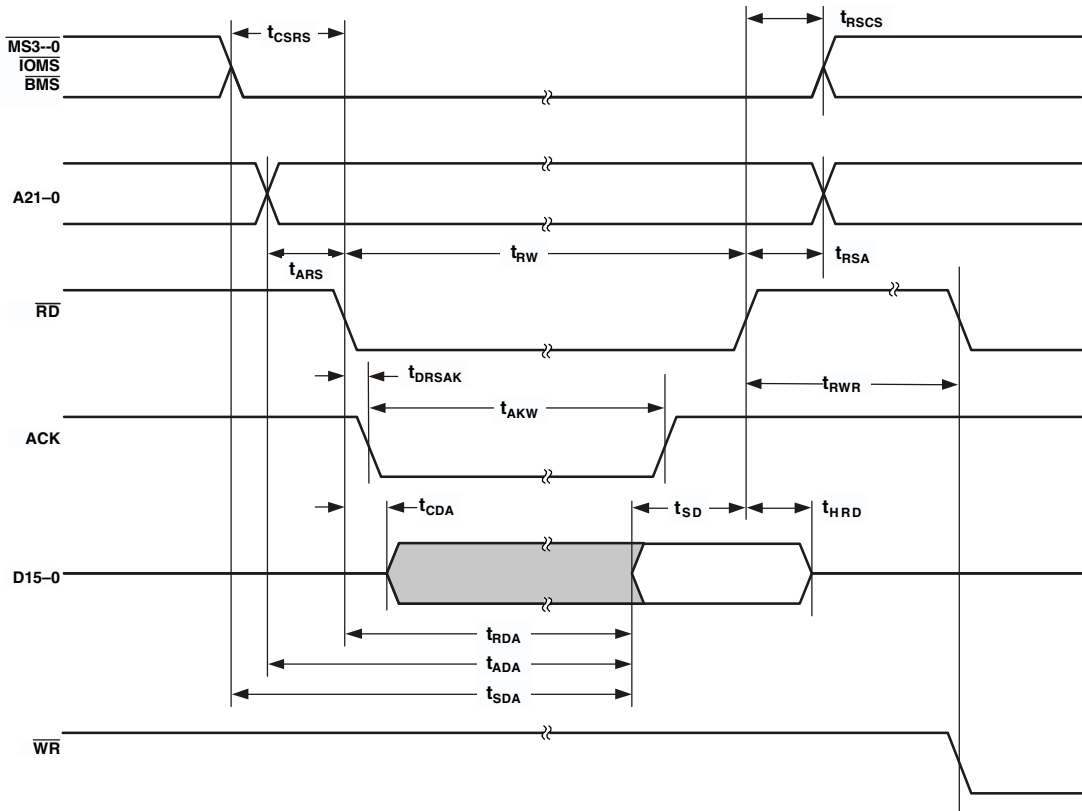 tCSRS
tRSCS
MS3--0
IOMS
BMS
A21–0
tARS
tRW
tRSA
RD
tDRSAK
tAKW
tRWR
ACK
tCDA
tSD
tHRD
D15–0
tRDA
tADA
tSDA
WR